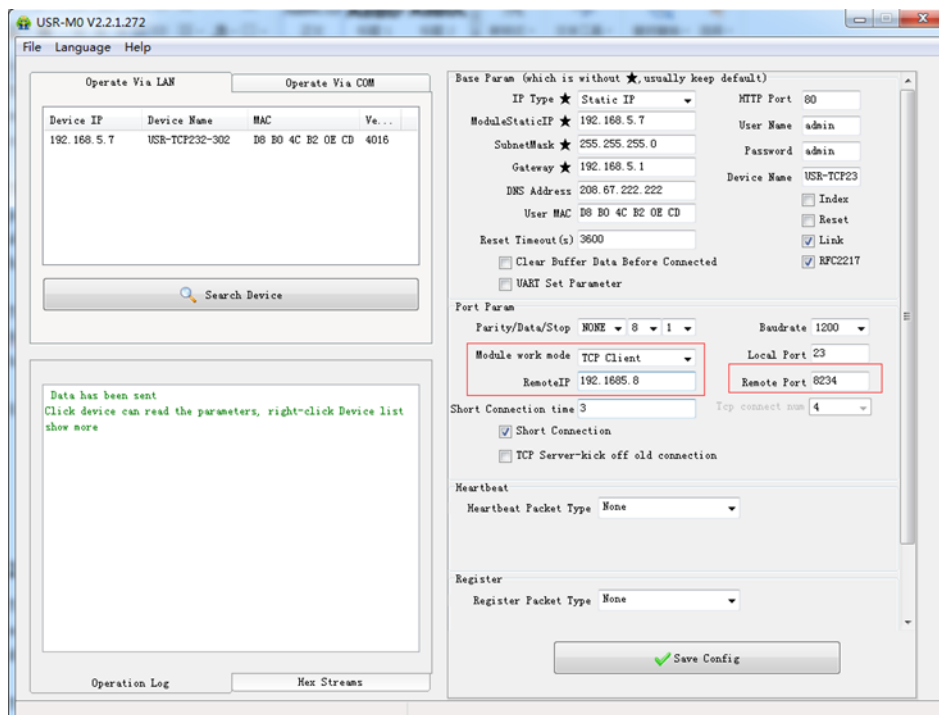 USR-M0 V2.2.1.272
File Language Help
Operate Via LAN Operate Via COM
Device IP Device Name MAC Ve...
192.168.5.7 USR-TCP232-302 D8 B0 4C B2 0E CD 4016
Search Device
Data has been sent
Click device can read the parameters, right-click Device list
show more
Operation Log Hex Streams
Base Param (which is without ★,usually keep default)
IP Type ★ Static IP HTTP Port 80
ModuleStaticIP ★ 192.168.5.7 User Name admin
SubnetMask ★ 255.255.255.0 Password admin
Gateway ★ 192.168.5.1 Device Name USR-TCP23
DNS Address 208.67.222.222 Index
User MAC D8 B0 4C B2 0E CD Reset
Reset Timeout(s) 3600 Link
Clear Buffer Data Before Connected RFC2217
UART Set Parameter
Port Param
Parity/Data/Stop NONE 8 1 Baudrate 1200
Module work mode TCP Client Local Port 23
RemoteIP 192.1685.8 Remote Port 8234
Short Connection time 3 Tcp connect num 4
Short Connection
TCP Server-kick off old connection
Heartbeat
Heartbeat Packet Type None
Register
Register Packet Type None
Save Config